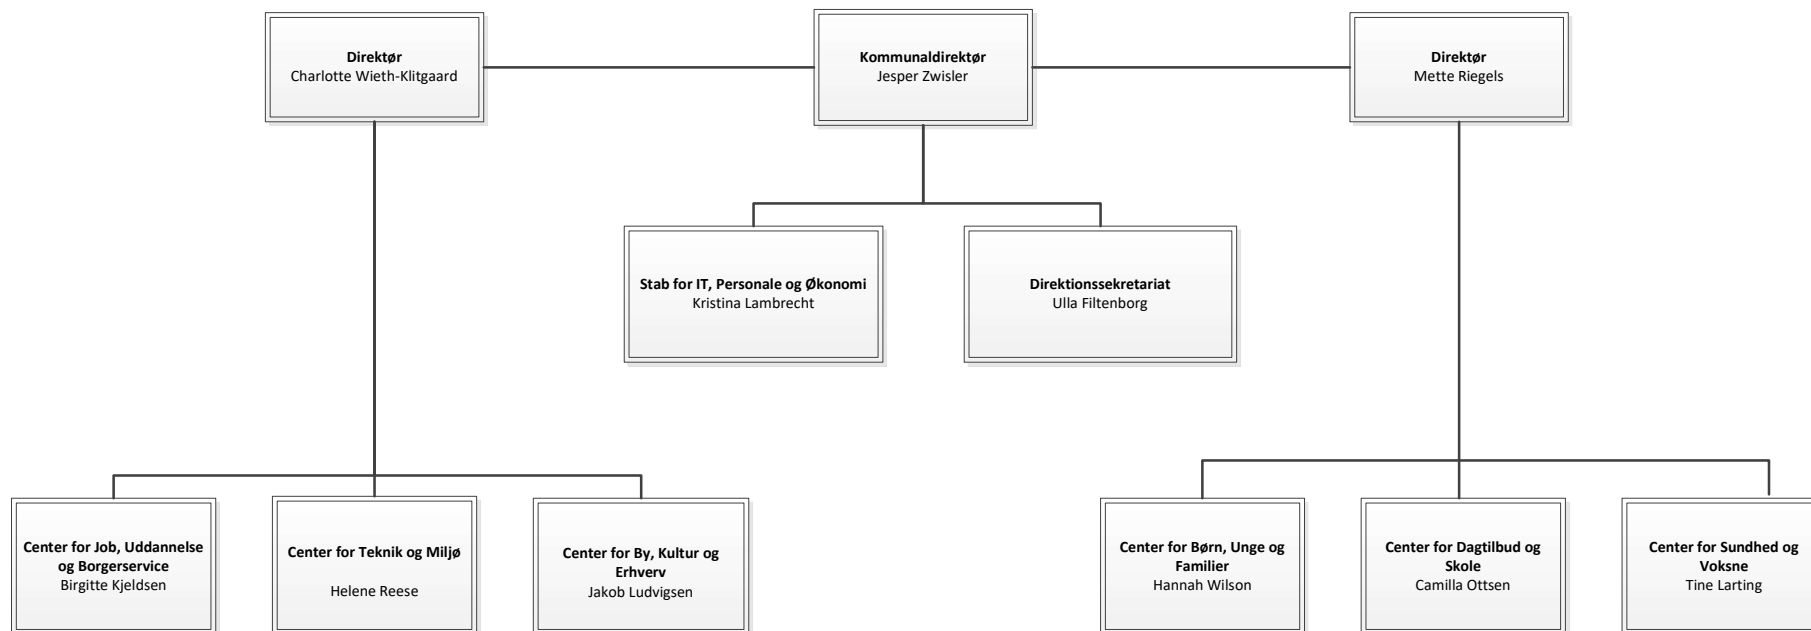 Direktør
Charlotte Wieth-Klitgaard
Kommunaldirektør
Jesper Zwisler
Direktør
Mette Riegels
Stab for IT, Personale og Økonomi
Kristina Lambrecht
Direktionssekretariat
Ulla Filtenborg
Center for Job, Uddannelse
og Borgerservice
Birgitte Kjeldsen
Center for Teknik og Miljø
Helene Reese
Center for By, Kultur og
Erhverv
Jakob Ludvigsen
Center for Børn, Unge og
Familier
Hannah Wilson
Center for Dagtilbud og
Skole
Camilla Ottsen
Center for Sundhed og
Voksne
Tine Larting